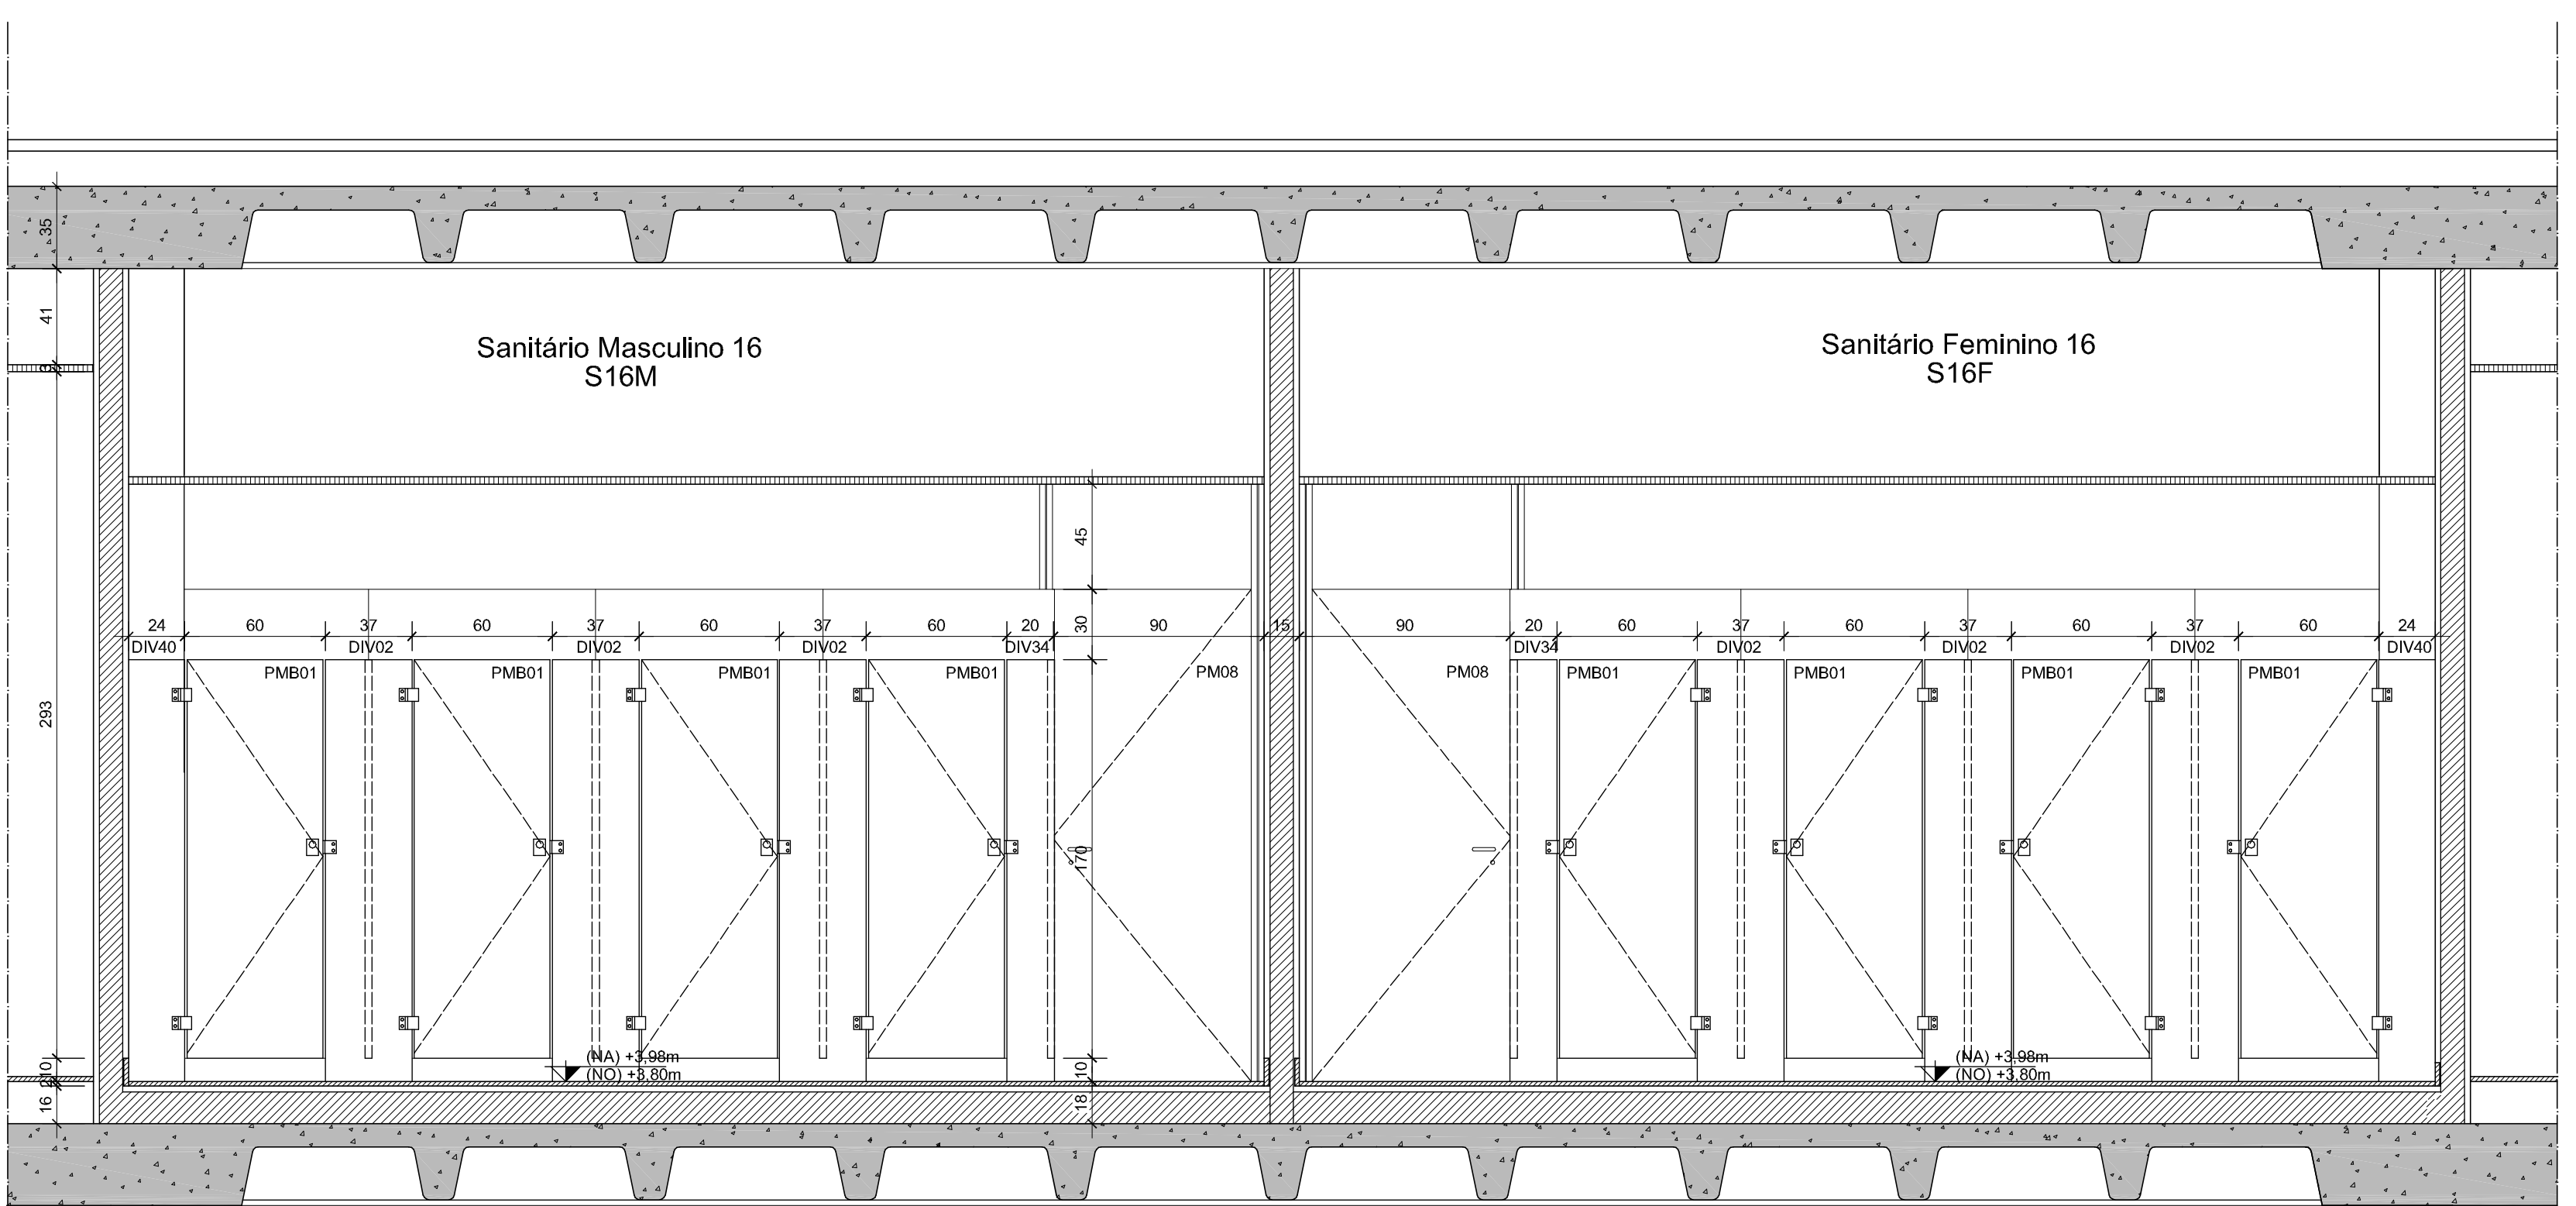 35
41
3
293
10
2
16
Sanitário Masculino 16
S16M
Sanitário Feminino 16
S16F
45
30
170
10
18
24 60 37 60 37 60 37 60 20 90 15 90 20 60 37 60 37 60 37 60 24
DIV40 DIV02 DIV02 DIV02 DIV34 DIV34 DIV02 DIV02 DIV02 DIV40
PMB01 PMB01 PMB01 PMB01 PM08 PM08 PMB01 PMB01 PMB01 PMB01
(NA) +3,98m
(NO) +3,80m
(NA) +3,98m
(NO) +3,80m